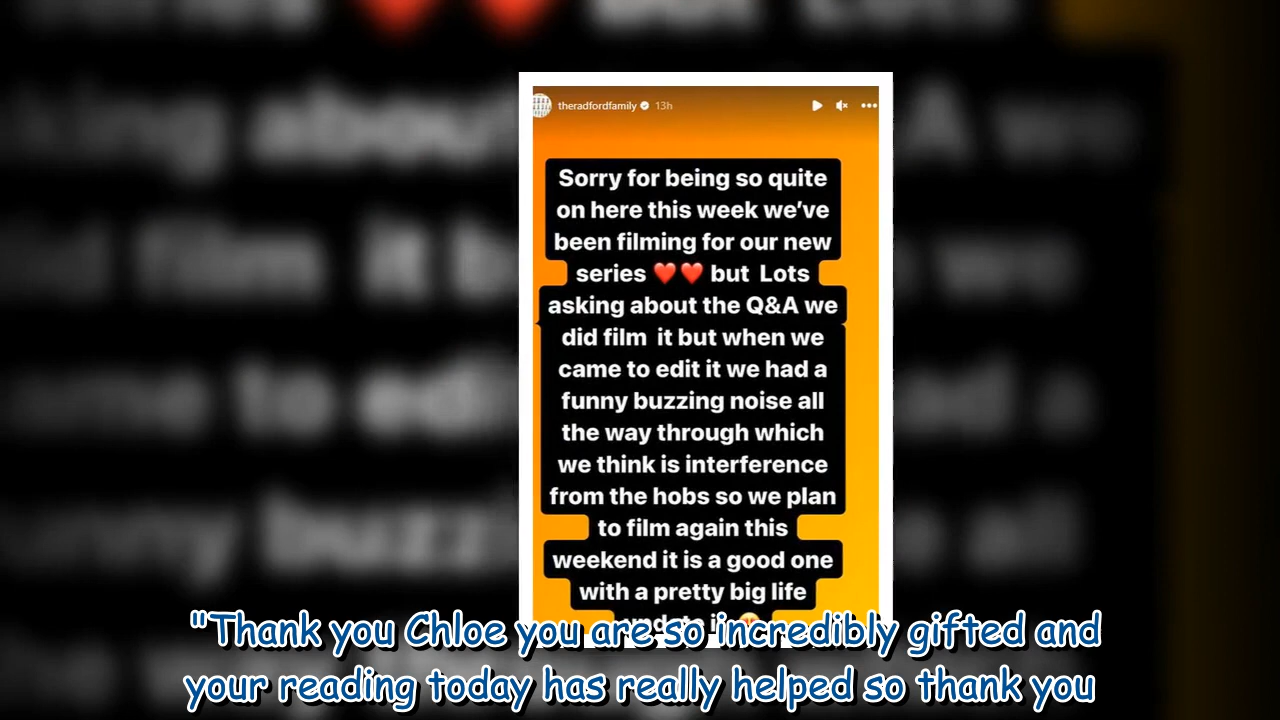 theradfordfamily 13h
Sorry for being so quite
on here this week we've
been filming for our new
series ❤️❤️ but Lots
asking about the Q&A we
did film it but when we
came to edit it we had a
funny buzzing noise all
the way through which
we think is interference
from the hobs so we plan
to film again this
weekend it is a good one
with a pretty big life
"Thank you Chloe you are so incredibly gifted and
your reading today has really helped so thank you